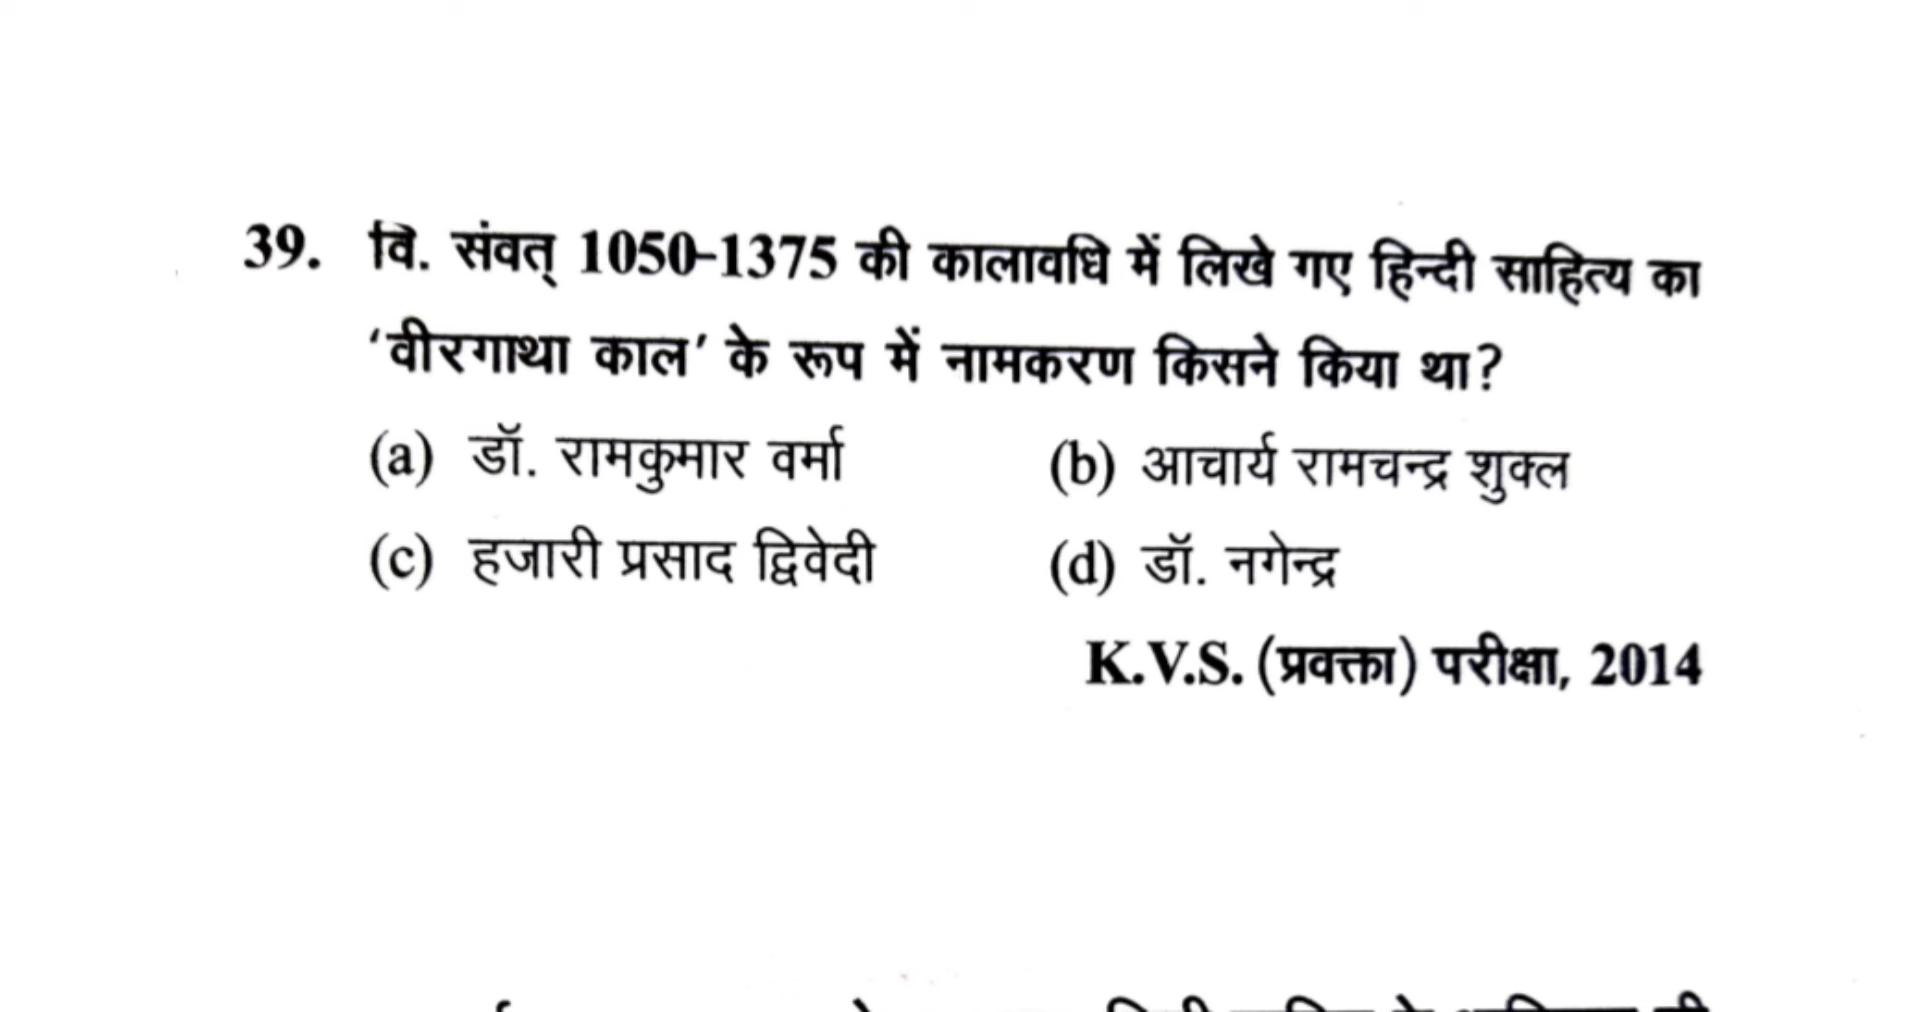 39. वि. संवत् 1050-1375 की कालावधि में लिखे गए हिन्दी साहित्य का
'वीरगाथा काल' के रूप में नामकरण किसने किया था?
(a) डॉ. रामकुमार वर्मा (b) आचार्य रामचन्द्र शुक्ल
(c) हजारी प्रसाद द्विवेदी (d) डॉ. नगेन्द्र
K.V.S. (प्रवक्ता) परीक्षा, 2014